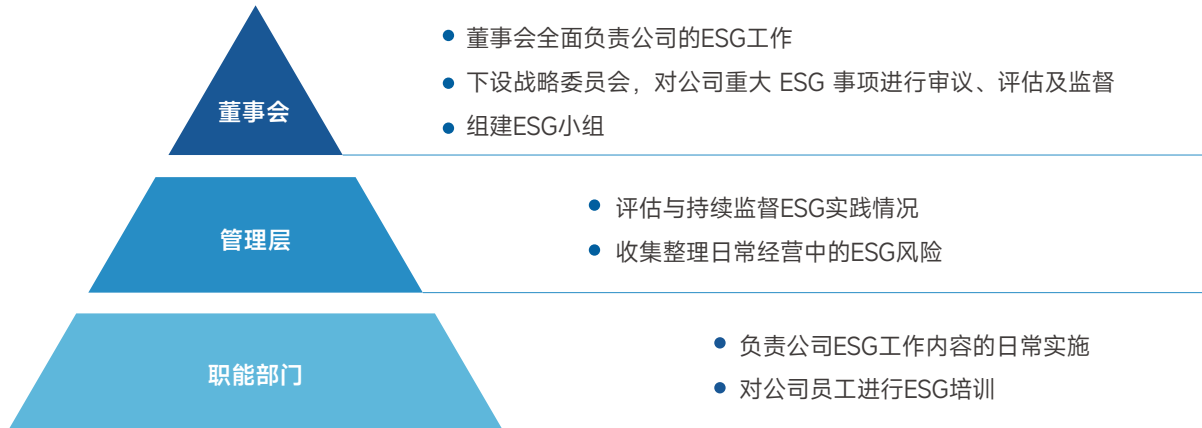 董事会
董事会全面负责公司的ESG工作
下设战略委员会，对公司重大 ESG 事项进行审议、评估及监督
组建ESG小组
管理层
评估与持续监督ESG实践情况
收集整理日常经营中的ESG风险
职能部门
负责公司ESG工作内容的日常实施
对公司员工进行ESG培训